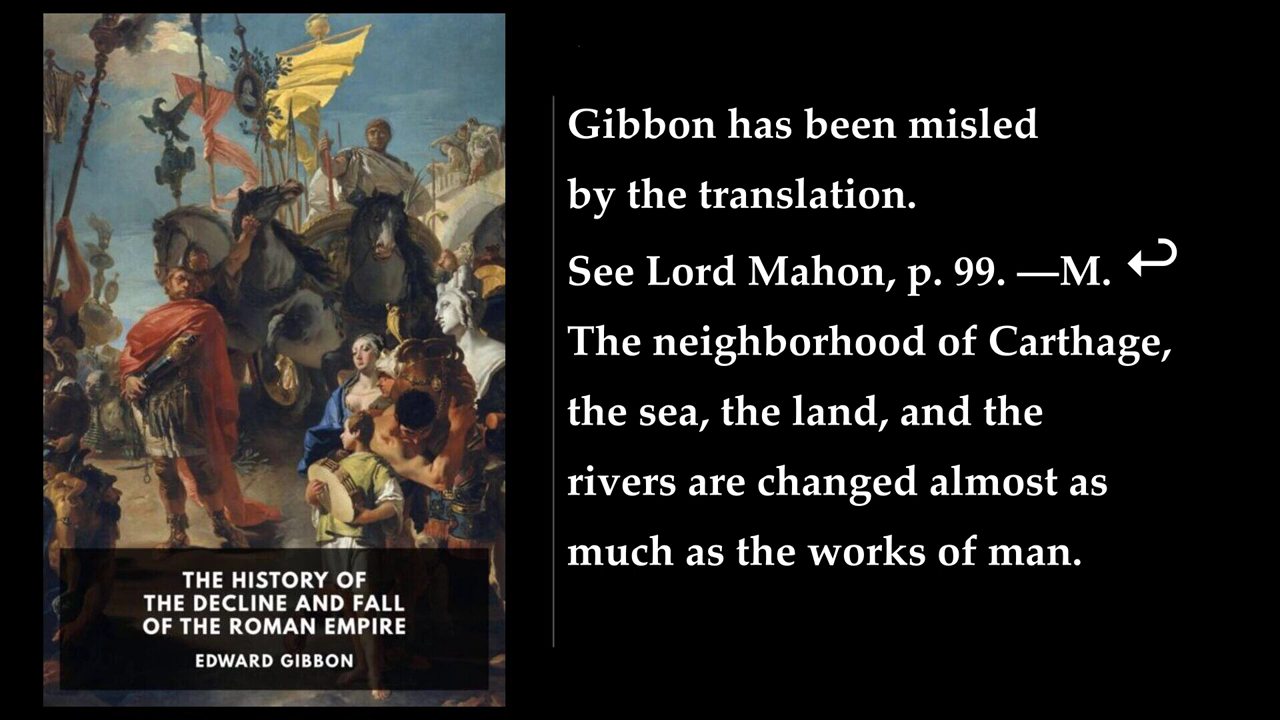 THE HISTORY OF
THE DECLINE AND FALL
OF THE ROMAN EMPIRE
EDWARD GIBBON
Gibbon has been misled
by the translation.
See Lord Mahon, p. 99. —M. ↩
The neighborhood of Carthage,
the sea, the land, and the
rivers are changed almost as
much as the works of man.